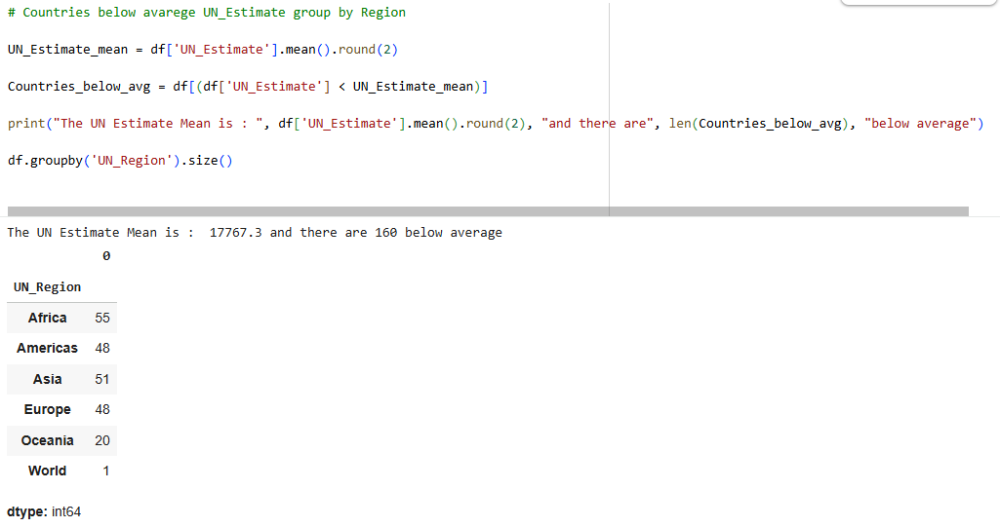 # Countries below avarege UN_Estimate group by Region
UN_Estimate_mean = df['UN_Estimate'].mean().round(2)
Countries_below_avg = df[(df['UN_Estimate'] < UN_Estimate_mean)]
print("The UN Estimate Mean is : ", df['UN_Estimate'].mean().round(2), "and there are", len(Countries_below_avg), "below average")
df.groupby('UN_Region').size()
The UN Estimate Mean is :  17767.3 and there are 160 below average
0
UN_Region
Africa 55
Americas 48
Asia 51
Europe 48
Oceania 20
World 1
dtype: int64